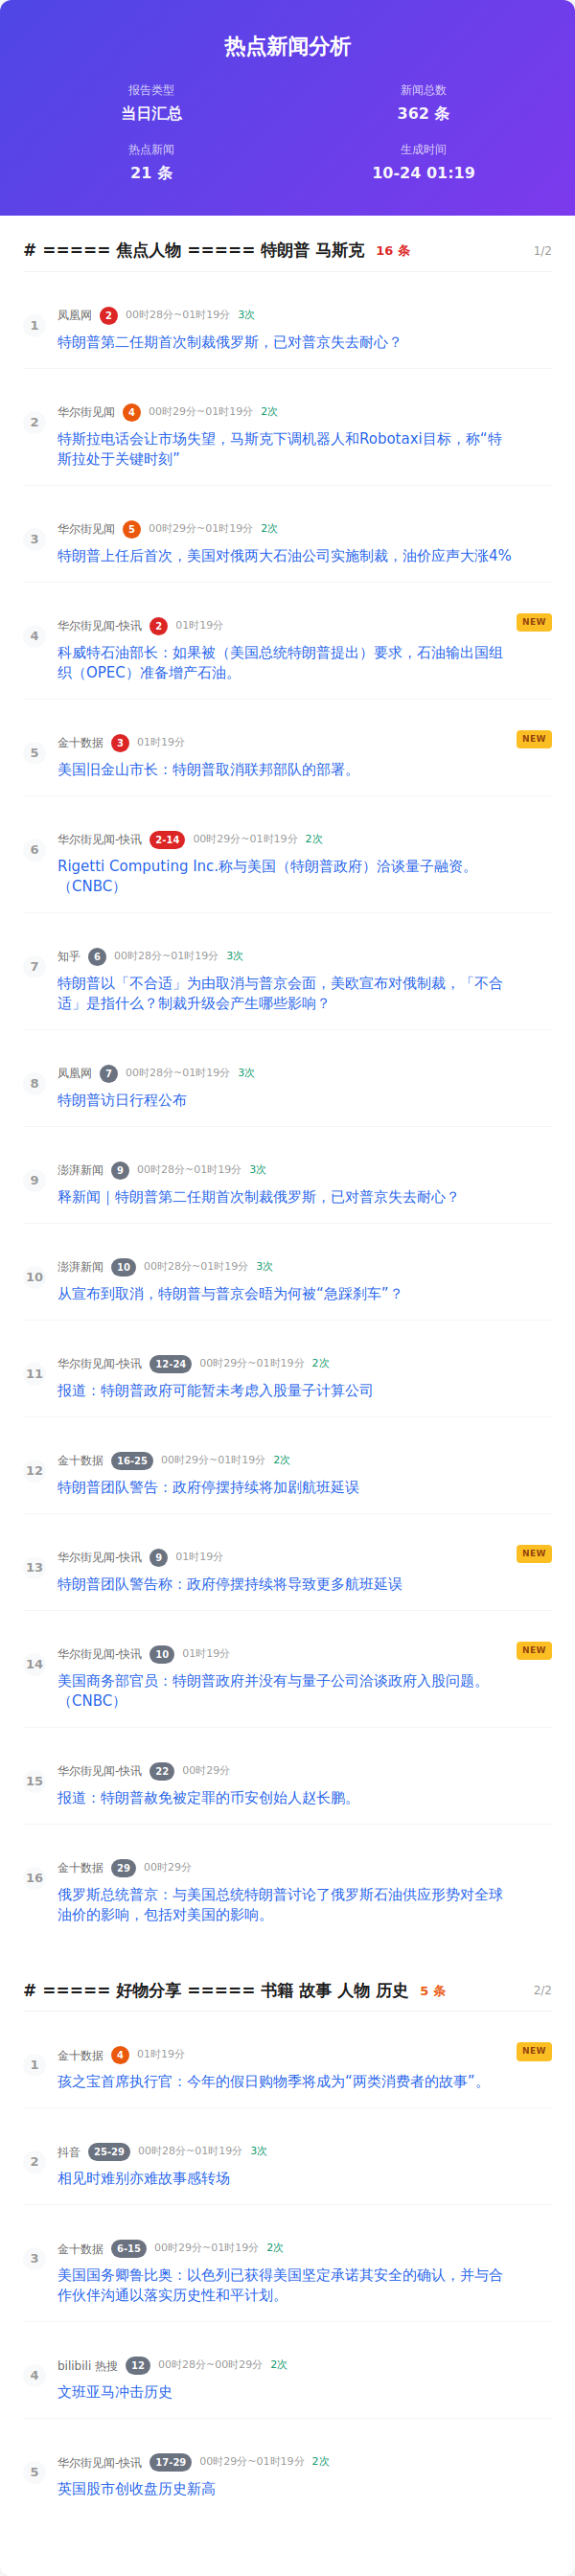 热点新闻分析
报告类型
新闻总数
当日汇总
362 条
热点新闻
生成时间
21 条
10-24 01:19
# ===== 焦点人物 ===== 特朗普 马斯克 16 条 1/2
1
凤凰网 2 00时28分~01时19分 3次
特朗普第二任期首次制裁俄罗斯，已对普京失去耐心？
2
华尔街见闻 4 00时29分~01时19分 2次
特斯拉电话会让市场失望，马斯克下调机器人和Robotaxi目标，称“特
斯拉处于关键时刻”
3
华尔街见闻 5 00时29分~01时19分 2次
特朗普上任后首次，美国对俄两大石油公司实施制裁，油价应声大涨4%
4
华尔街见闻-快讯 2 01时19分 NEW
科威特石油部长：如果被（美国总统特朗普提出）要求，石油输出国组
织（OPEC）准备增产石油。
5
金十数据 3 01时19分 NEW
美国旧金山市长：特朗普取消联邦部队的部署。
6
华尔街见闻-快讯 2-14 00时29分~01时19分 2次
Rigetti Computing Inc.称与美国（特朗普政府）洽谈量子融资。
（CNBC）
7
知乎 6 00时28分~01时19分 3次
特朗普以「不合适」为由取消与普京会面，美欧宣布对俄制裁，「不合
适」是指什么？制裁升级会产生哪些影响？
8
凤凰网 7 00时28分~01时19分 3次
特朗普访日行程公布
9
澎湃新闻 9 00时28分~01时19分 3次
释新闻｜特朗普第二任期首次制裁俄罗斯，已对普京失去耐心？
10
澎湃新闻 10 00时28分~01时19分 3次
从宣布到取消，特朗普与普京会晤为何被“急踩刹车”？
11
华尔街见闻-快讯 12-24 00时29分~01时19分 2次
报道：特朗普政府可能暂未考虑入股量子计算公司
12
金十数据 16-25 00时29分~01时19分 2次
特朗普团队警告：政府停摆持续将加剧航班延误
13
华尔街见闻-快讯 9 01时19分 NEW
特朗普团队警告称：政府停摆持续将导致更多航班延误
14
华尔街见闻-快讯 10 01时19分 NEW
美国商务部官员：特朗普政府并没有与量子公司洽谈政府入股问题。
（CNBC）
15
华尔街见闻-快讯 22 00时29分
报道：特朗普赦免被定罪的币安创始人赵长鹏。
16
金十数据 29 00时29分
俄罗斯总统普京：与美国总统特朗普讨论了俄罗斯石油供应形势对全球
油价的影响，包括对美国的影响。
# ===== 好物分享 ===== 书籍 故事 人物 历史 5 条 2/2
1
金十数据 4 01时19分 NEW
孩之宝首席执行官：今年的假日购物季将成为“两类消费者的故事”。
2
抖音 25-29 00时28分~01时19分 3次
相见时难别亦难故事感转场
3
金十数据 6-15 00时29分~01时19分 2次
美国国务卿鲁比奥：以色列已获得美国坚定承诺其安全的确认，并与合
作伙伴沟通以落实历史性和平计划。
4
bilibili 热搜 12 00时28分~00时29分 2次
文班亚马冲击历史
5
华尔街见闻-快讯 17-29 00时29分~01时19分 2次
英国股市创收盘历史新高